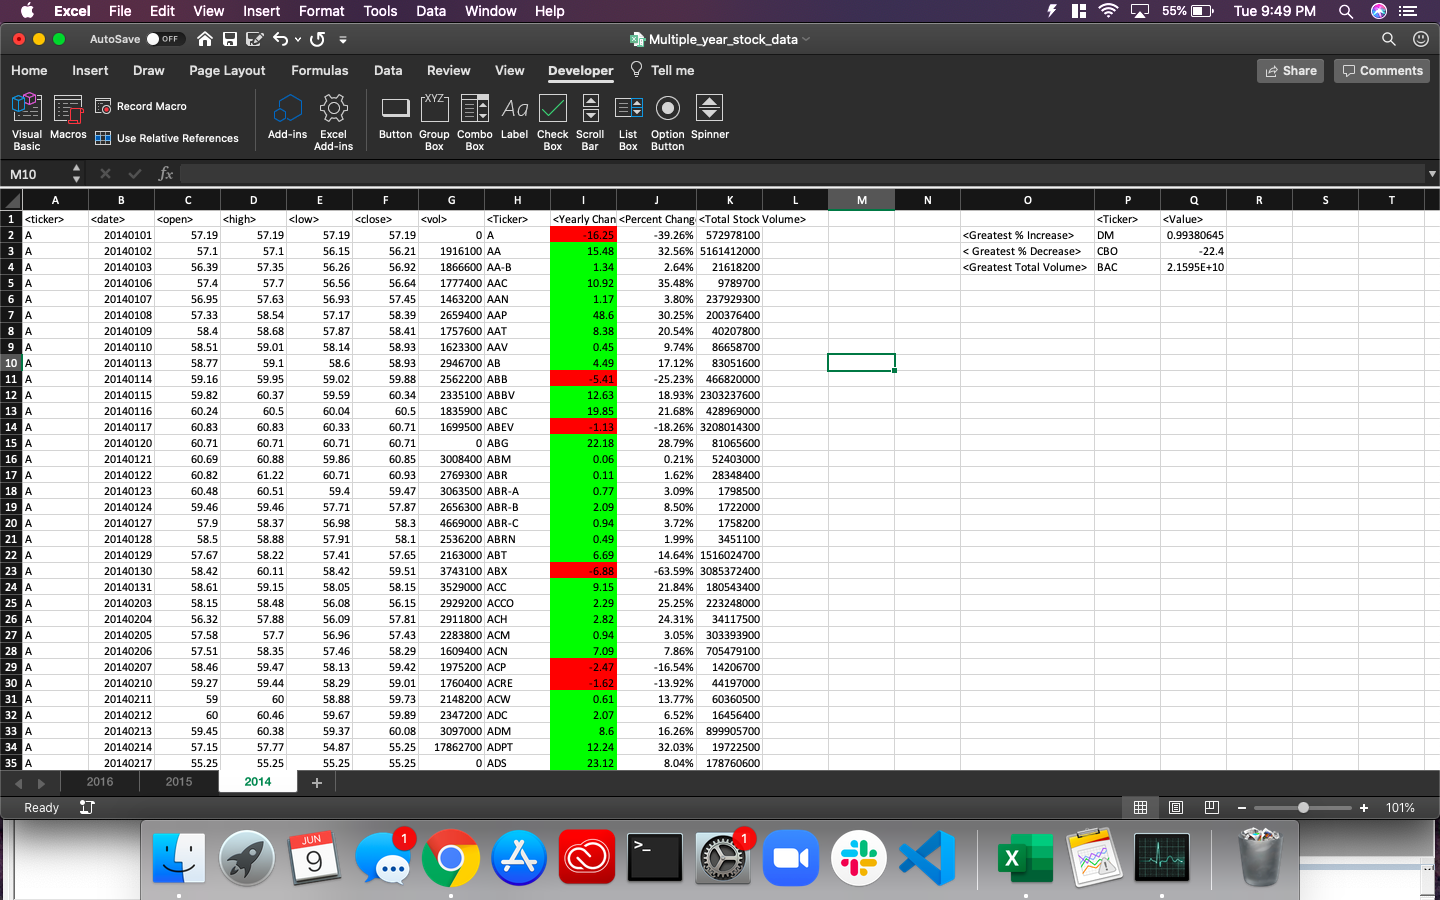 Excel File Edit View Insert Format Tools Data Window Help 55% Tue 9:49 PM
AutoSave OFF Multiple_year_stock_data
Home Insert Draw Page Layout Formulas Data Review View Developer Tell me Share Comments
Visual Basic Macros Record Macro Use Relative References Add-ins Excel Add-ins Button Group Box Combo Box Label Check Box Scroll Bar List Box Option Button Spinner
XYZ Aa
M10 fx
A B C D E F G H I J K L M N O P Q R S T
1 <ticker> <date> <open> <high> <low> <close> <vol> <Ticker> <Yearly Chan <Percent Chang <Total Stock Volume> <Ticker> <Value>
2 A 20140101 57.19 57.19 57.19 57.19 0 A -16.25 -39.26% 572978100 <Greatest % Increase> DM 0.99380645
3 A 20140102 57.1 57.1 56.15 56.21 1916100 AA 15.48 32.56% 5161412000 < Greatest % Decrease> CBO -22.4
4 A 20140103 56.39 57.35 56.26 56.92 1866600 AA-B 1.34 2.64% 21618200 <Greatest Total Volume> BAC 2.1595E+10
5 A 20140106 57.4 57.7 56.56 56.64 1777400 AAC 10.92 35.48% 9789700
6 A 20140107 56.95 57.63 56.93 57.45 1463200 AAN 1.17 3.80% 237929300
7 A 20140108 57.33 58.54 57.17 58.39 2659400 AAP 48.6 30.25% 200376400
8 A 20140109 58.4 58.68 57.87 58.41 1757600 AAT 8.38 20.54% 40207800
9 A 20140110 58.51 59.01 58.14 58.93 1623300 AAV 0.45 9.74% 86658700
10 A 20140113 58.77 59.1 58.6 58.93 2946700 AB 4.49 17.12% 83051600
11 A 20140114 59.16 59.95 59.02 59.88 2562200 ABB -5.41 -25.23% 466820000
12 A 20140115 59.82 60.37 59.59 60.34 2335100 ABBV 12.63 18.93% 2303237600
13 A 20140116 60.24 60.5 60.04 60.5 1835900 ABC 19.85 21.68% 428969000
14 A 20140117 60.83 60.83 60.33 60.71 1699500 ABEV -1.13 -18.26% 3208014300
15 A 20140120 60.71 60.71 60.71 60.71 0 ABG 22.18 28.79% 81065600
16 A 20140121 60.69 60.88 59.86 60.85 3008400 ABM 0.06 0.21% 52403000
17 A 20140122 60.82 61.22 60.71 60.93 2769300 ABR 0.11 1.62% 28348400
18 A 20140123 60.48 60.51 59.4 59.47 3063500 ABR-A 0.77 3.09% 1798500
19 A 20140124 59.46 59.46 57.71 57.87 2656300 ABR-B 2.09 8.50% 1722000
20 A 20140127 57.9 58.37 56.98 58.3 4669000 ABR-C 0.94 3.72% 1758200
21 A 20140128 58.5 58.88 57.91 58.1 2536200 ABRN 0.49 1.99% 3451100
22 A 20140129 57.67 58.22 57.41 57.65 2163000 ABT 6.69 14.64% 1516024700
23 A 20140130 58.42 60.11 58.42 59.51 3743100 ABX -6.88 -63.59% 3085372400
24 A 20140131 58.61 59.15 58.05 58.15 3529000 ACC 9.15 21.84% 180543400
25 A 20140203 58.15 58.48 56.08 56.15 2929200 ACCO 2.29 25.25% 223248000
26 A 20140204 56.32 57.88 56.09 57.81 2911800 ACH 2.82 24.31% 34117500
27 A 20140205 57.58 57.7 56.96 57.43 2283800 ACM 0.94 3.05% 303393900
28 A 20140206 57.51 58.35 57.46 58.29 1609400 ACN 7.09 7.86% 705479100
29 A 20140207 58.46 59.47 58.13 59.42 1975200 ACP -2.47 -16.54% 14206700
30 A 20140210 59.27 59.44 58.29 59.01 1760400 ACRE -1.62 -13.92% 44197000
31 A 20140211 59 60 58.88 59.73 2148200 ACW 0.61 13.77% 60360500
32 A 20140212 60 60.46 59.67 59.89 2347200 ADC 2.07 6.52% 16456400
33 A 20140213 59.45 60.38 59.37 60.08 3097000 ADM 8.6 16.26% 899905700
34 A 20140214 57.15 57.77 54.87 55.25 17862700 ADPT 12.24 32.03% 19722500
35 A 20140217 55.25 55.25 55.25 55.25 0 ADS 23.12 8.04% 178760600
2016 2015 2014 +
Ready 101%
JUN 9 1 >_ 1 X